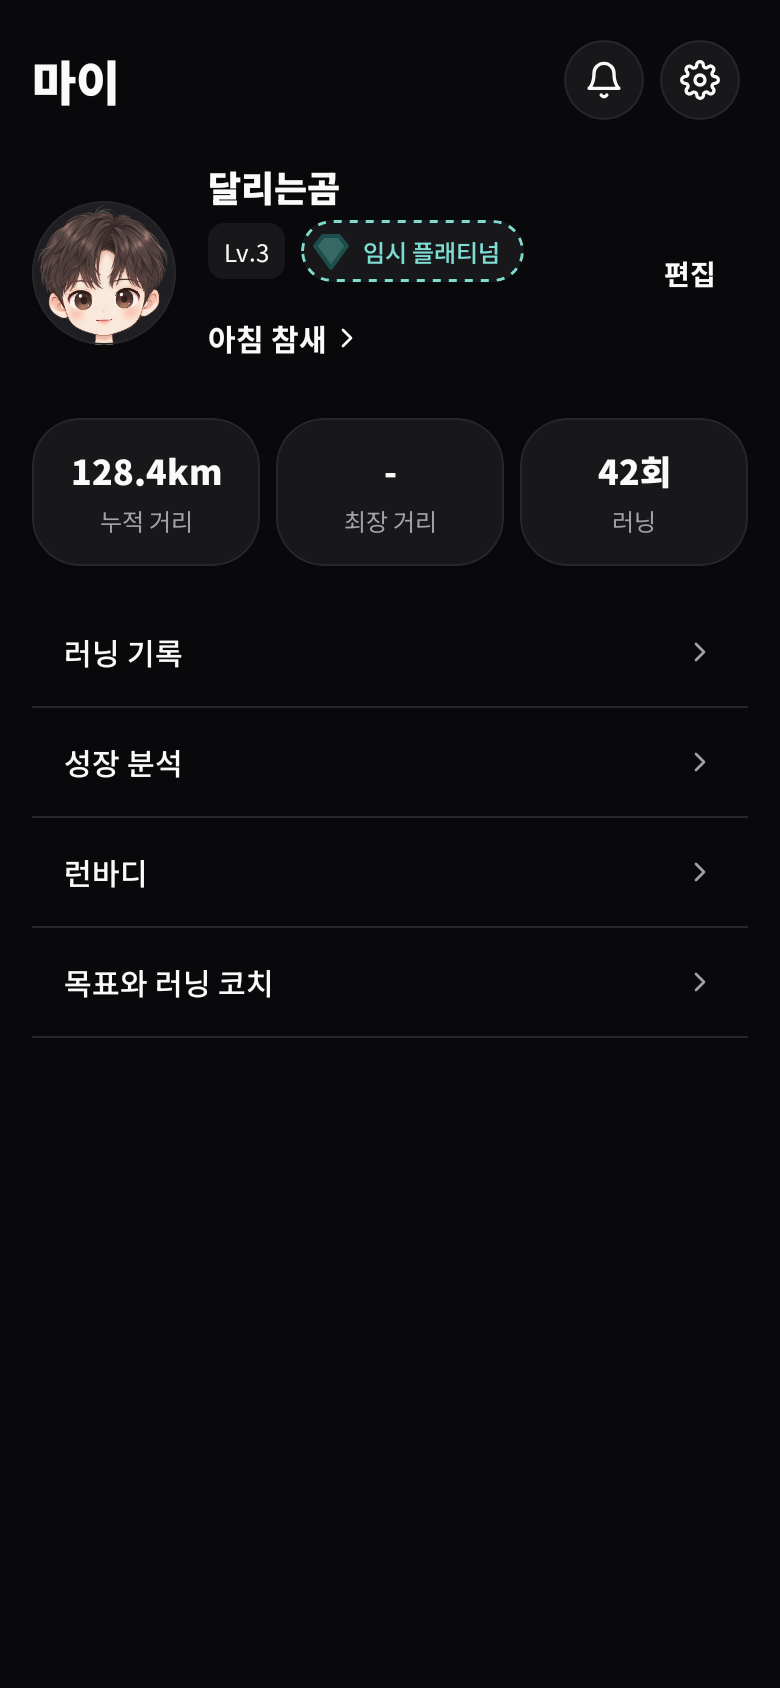 마이
달리는곰
Lv.3
임시 플래티넘
편집
아침 참새
128.4km
누적 거리
-
최장 거리
42회
러닝
러닝 기록
성장 분석
런바디
목표와 러닝 코치